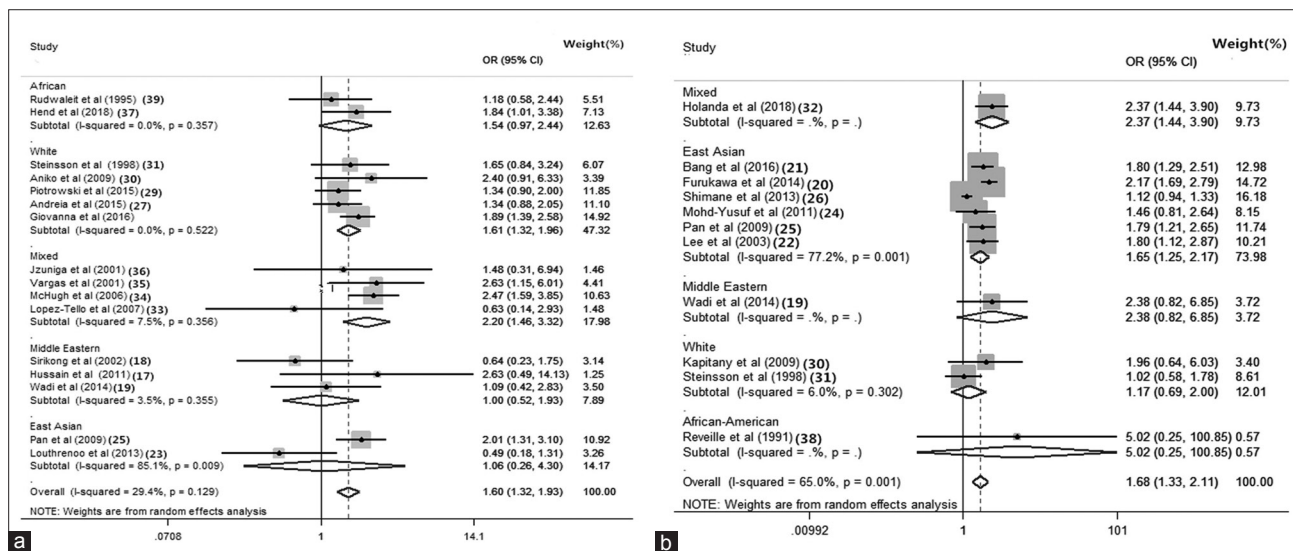 Study Weight(%)
OR (95% CI)
African
Rudwaleit et al (1995) (39) 1.18 (0.58, 2.44) 5.51
Hend et al (2018) (37) 1.84 (1.01, 3.38) 7.13
Subtotal (I-squared = 0.0%, p = 0.357) 1.54 (0.97, 2.44) 12.63
.
White
Steinsson et al (1998) (31) 1.65 (0.84, 3.24) 6.07
Aniko et al (2009) (30) 2.40 (0.91, 6.33) 3.39
Piotrowski et al (2015) (29) 1.34 (0.90, 2.00) 11.85
Andreia et al (2015) (27) 1.34 (0.88, 2.05) 11.10
Giovanna et al (2016) 1.89 (1.39, 2.58) 14.92
Subtotal (I-squared = 0.0%, p = 0.522) 1.61 (1.32, 1.96) 47.32
.
Mixed
Jzuniga et al (2001) (36) 1.48 (0.31, 6.94) 1.46
Vargas et al (2001) (35) 2.63 (1.15, 6.01) 4.41
McHugh et al (2006) (34) 2.47 (1.59, 3.85) 10.63
Lopez-Tello et al (2007) (33) 0.63 (0.14, 2.93) 1.48
Subtotal (I-squared = 7.5%, p = 0.356) 2.20 (1.46, 3.32) 17.98
.
Middle Eastern
Sirikong et al (2002) (18) 0.64 (0.23, 1.75) 3.14
Hussain et al (2011) (17) 2.63 (0.49, 14.13) 1.25
Wadi et al (2014) (19) 1.09 (0.42, 2.83) 3.50
Subtotal (I-squared = 3.5%, p = 0.355) 1.00 (0.52, 1.93) 7.89
.
East Asian
Pan et al (2009) (25) 2.01 (1.31, 3.10) 10.92
Louthrenoo et al (2013) (23) 0.49 (0.18, 1.31) 3.26
Subtotal (I-squared = 85.1%, p = 0.009) 1.06 (0.26, 4.30) 14.17
.
Overall (I-squared = 29.4%, p = 0.129) 1.60 (1.32, 1.93) 100.00
NOTE: Weights are from random effects analysis
.0708 1 14.1
a
Study Weight(%)
OR (95% CI)
Mixed
Holanda et al (2018) (32) 2.37 (1.44, 3.90) 9.73
Subtotal (I-squared = .%, p = .) 2.37 (1.44, 3.90) 9.73
.
East Asian
Bang et al (2016) (21) 1.80 (1.29, 2.51) 12.98
Furukawa et al (2014) (20) 2.17 (1.69, 2.79) 14.72
Shimane et al (2013) (26) 1.12 (0.94, 1.33) 16.18
Mohd-Yusuf et al (2011) (24) 1.46 (0.81, 2.64) 8.15
Pan et al (2009) (25) 1.79 (1.21, 2.65) 11.74
Lee et al (2003) (22) 1.80 (1.12, 2.87) 10.21
Subtotal (I-squared = 77.2%, p = 0.001) 1.65 (1.25, 2.17) 73.98
.
Middle Eastern
Wadi et al (2014) (19) 2.38 (0.82, 6.85) 3.72
Subtotal (I-squared = .%, p = .) 2.38 (0.82, 6.85) 3.72
.
White
Kapitany et al (2009) (30) 1.96 (0.64, 6.03) 3.40
Steinsson et al (1998) (31) 1.02 (0.58, 1.78) 8.61
Subtotal (I-squared = 6.0%, p = 0.302) 1.17 (0.69, 2.00) 12.01
.
African-American
Reveille et al (1991) (38) 5.02 (0.25, 100.85) 0.57
Subtotal (I-squared = .%, p = .) 5.02 (0.25, 100.85) 0.57
.
Overall (I-squared = 65.0%, p = 0.001) 1.68 (1.33, 2.11) 100.00
NOTE: Weights are from random effects analysis
.00992 1 101
b